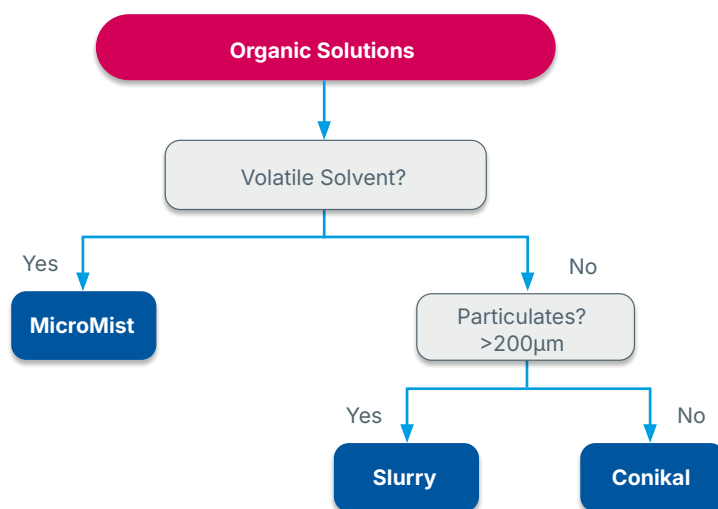 Organic Solutions
Volatile Solvent?
Yes
No
MicroMist
Particulates?
>200µm
Yes
No
Slurry
Conikal